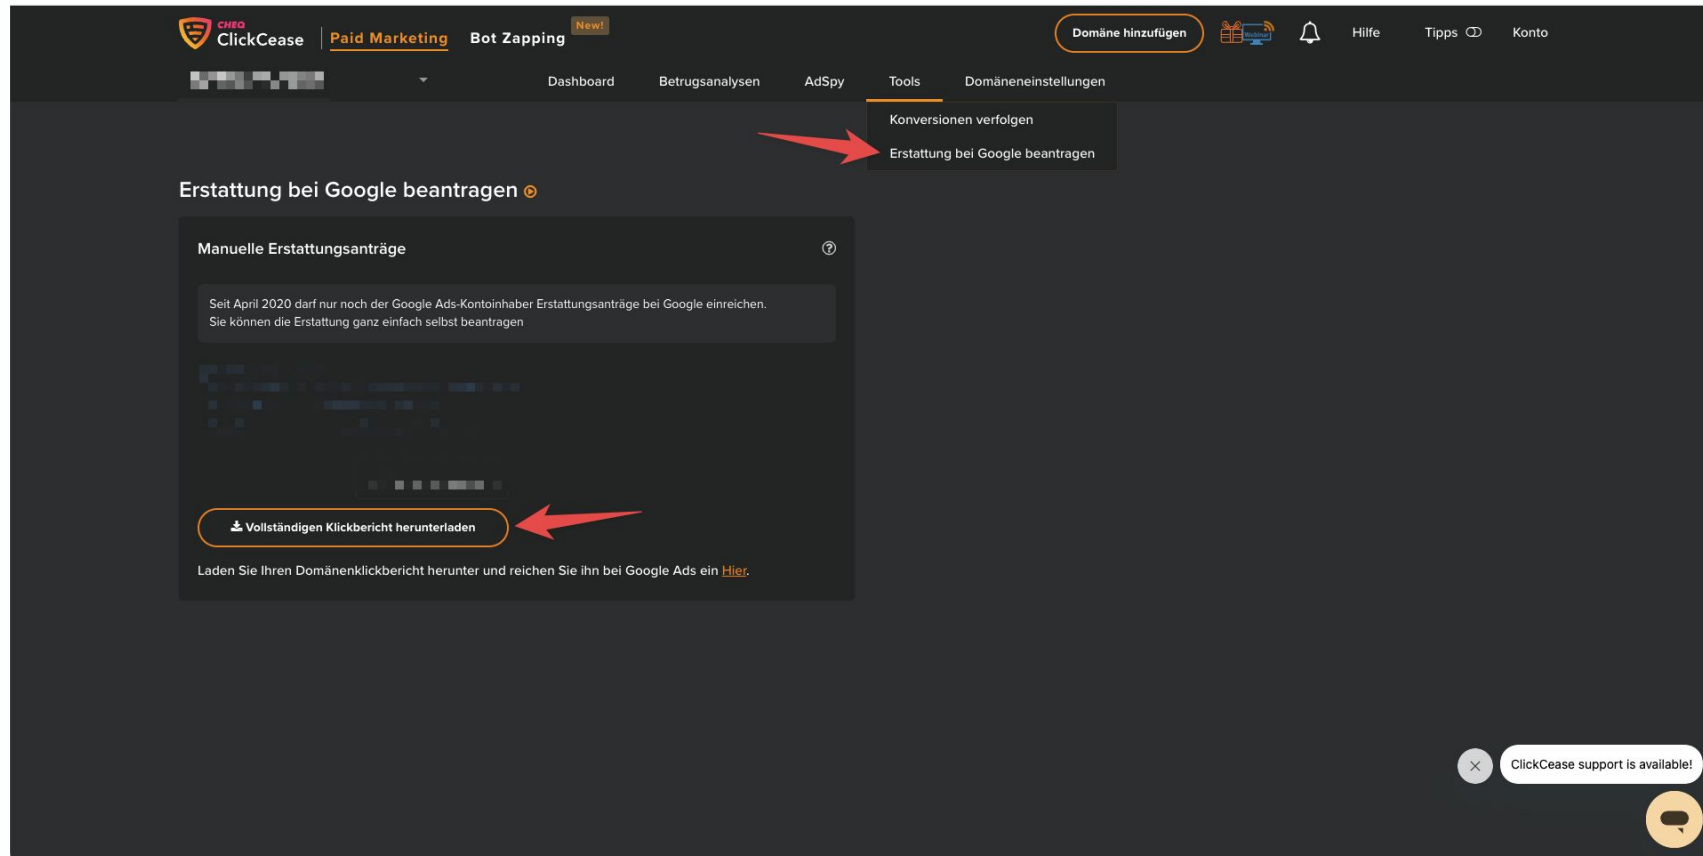 CHEQ
ClickCease
Paid Marketing
Bot Zapping
New!
Domäne hinzufügen
Webinar
Hilfe
Tipps
Konto
Dashboard
Betrugsanalysen
AdSpy
Tools
Domäneneinstellungen
Konversionen verfolgen
Erstattung bei Google beantragen
Erstattung bei Google beantragen
Manuelle Erstattungsanträge
Seit April 2020 darf nur noch der Google Ads-Kontoinhaber Erstattungsanträge bei Google einreichen.
Sie können die Erstattung ganz einfach selbst beantragen
Vollständigen Klickbericht herunterladen
Laden Sie Ihren Domänenklickbericht herunter und reichen Sie ihn bei Google Ads ein Hier.
ClickCease support is available!